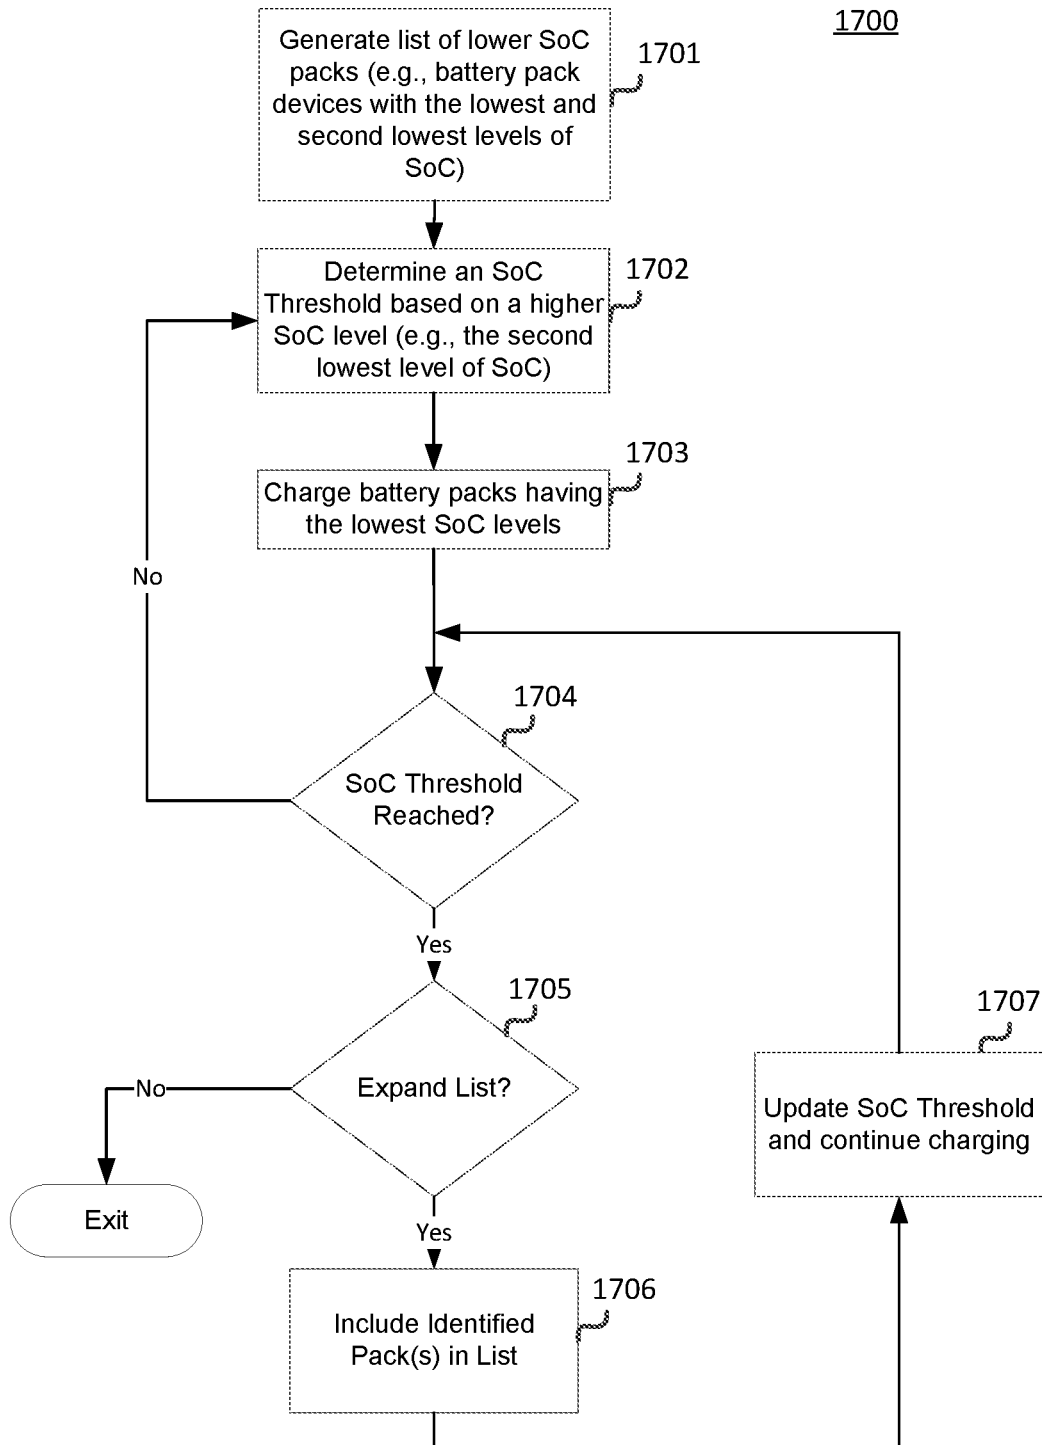 1700
Generate list of lower SoC
packs (e.g., battery pack
devices with the lowest and
second lowest levels of
SoC)
1701
Determine an SoC
Threshold based on a higher
SoC level (e.g., the second
lowest level of SoC)
1702
Charge battery packs having
the lowest SoC levels
1703
No
1704
SoC Threshold
Reached?
Yes
1705
Expand List?
No
Exit
Yes
1706
Include Identified
Pack(s) in List
1707
Update SoC Threshold
and continue charging